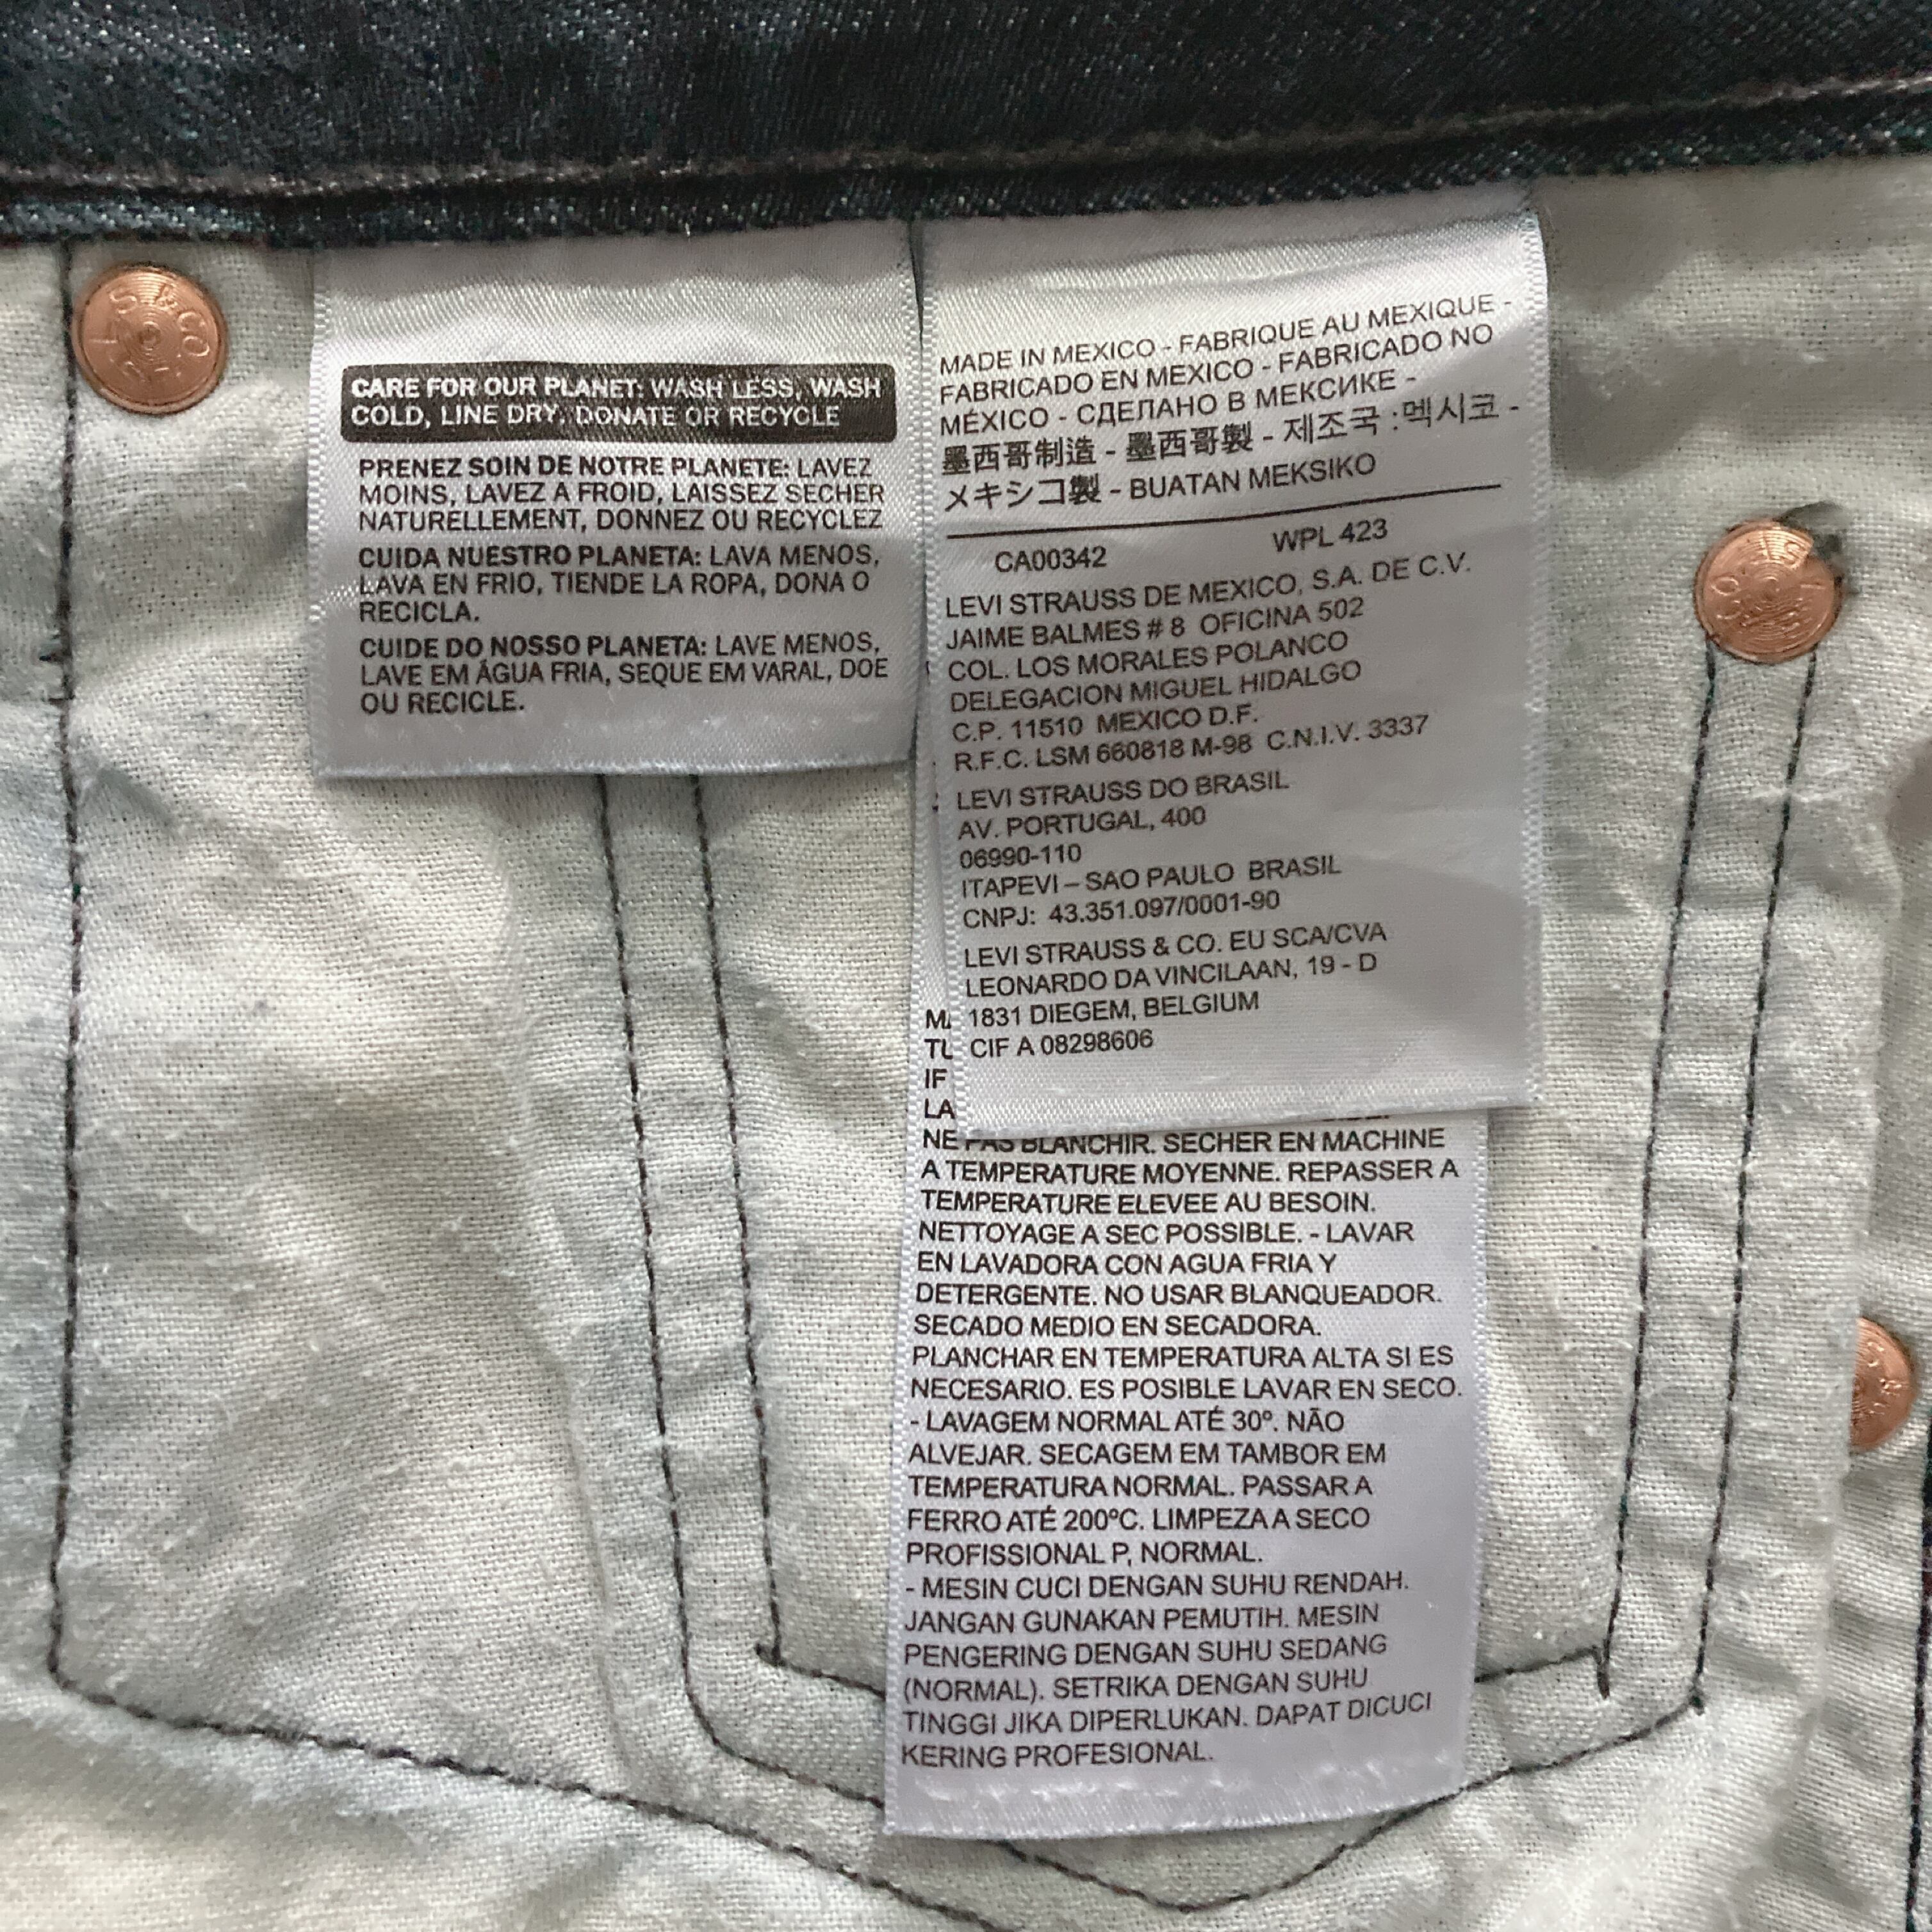 CARE FOR OUR PLANET: WASH LESS, WASH
COLD, LINE DRY, DONATE OR RECYCLE
PRENEZ SOIN DE NOTRE PLANETE: LAVEZ
MOINS, LAVEZ A FROID, LAISSEZ SECHER
NATURELLEMENT, DONNEZ OU RECYCLEZ
CUIDA NUESTRO PLANETA: LAVA MENOS,
LAVA EN FRIO, TIENDE LA ROPA, DONA O
RECICLA.
CUIDE DO NOSSO PLANETA: LAVE MENOS,
LAVE EM ÁGUA FRIA, SEQUE EM VARAL, DOE
OU RECICLE.
MADE IN MEXICO - FABRIQUE AU MEXIQUE -
FABRICADO EN MEXICO - FABRICADO NO
MÉXICO - СДЕЛАНО В МЕКСИКЕ -
墨西哥制造 - 墨西哥製 - 제조국 :멕시코 -
メキシコ製 - BUATAN MEKSIKO
CA00342 WPL 423
LEVI STRAUSS DE MEXICO, S.A. DE C.V.
JAIME BALMES # 8 OFICINA 502
COL. LOS MORALES POLANCO
DELEGACION MIGUEL HIDALGO
C.P. 11510 MEXICO D.F.
R.F.C. LSM 660818 M-98 C.N.I.V. 3337
LEVI STRAUSS DO BRASIL
AV. PORTUGAL, 400
06990-110
ITAPEVI – SAO PAULO BRASIL
CNPJ: 43.351.097/0001-90
LEVI STRAUSS & CO. EU SCA/CVA
LEONARDO DA VINCILAAN, 19 - D
1831 DIEGEM, BELGIUM
CIF A 08298606
IF
LA
NE PAS BLANCHIR. SECHER EN MACHINE
A TEMPERATURE MOYENNE. REPASSER A
TEMPERATURE ELEVEE AU BESOIN.
NETTOYAGE A SEC POSSIBLE. - LAVAR
EN LAVADORA CON AGUA FRIA Y
DETERGENTE. NO USAR BLANQUEADOR.
SECADO MEDIO EN SECADORA.
PLANCHAR EN TEMPERATURA ALTA SI ES
NECESARIO. ES POSIBLE LAVAR EN SECO.
- LAVAGEM NORMAL ATÉ 30º. NÃO
ALVEJAR. SECAGEM EM TAMBOR EM
TEMPERATURA NORMAL. PASSAR A
FERRO ATÉ 200ºC. LIMPEZA A SECO
PROFISSIONAL P, NORMAL.
- MESIN CUCI DENGAN SUHU RENDAH.
JANGAN GUNAKAN PEMUTIH. MESIN
PENGERING DENGAN SUHU SEDANG
(NORMAL). SETRIKA DENGAN SUHU
TINGGI JIKA DIPERLUKAN. DAPAT DICUCI
KERING PROFESIONAL.